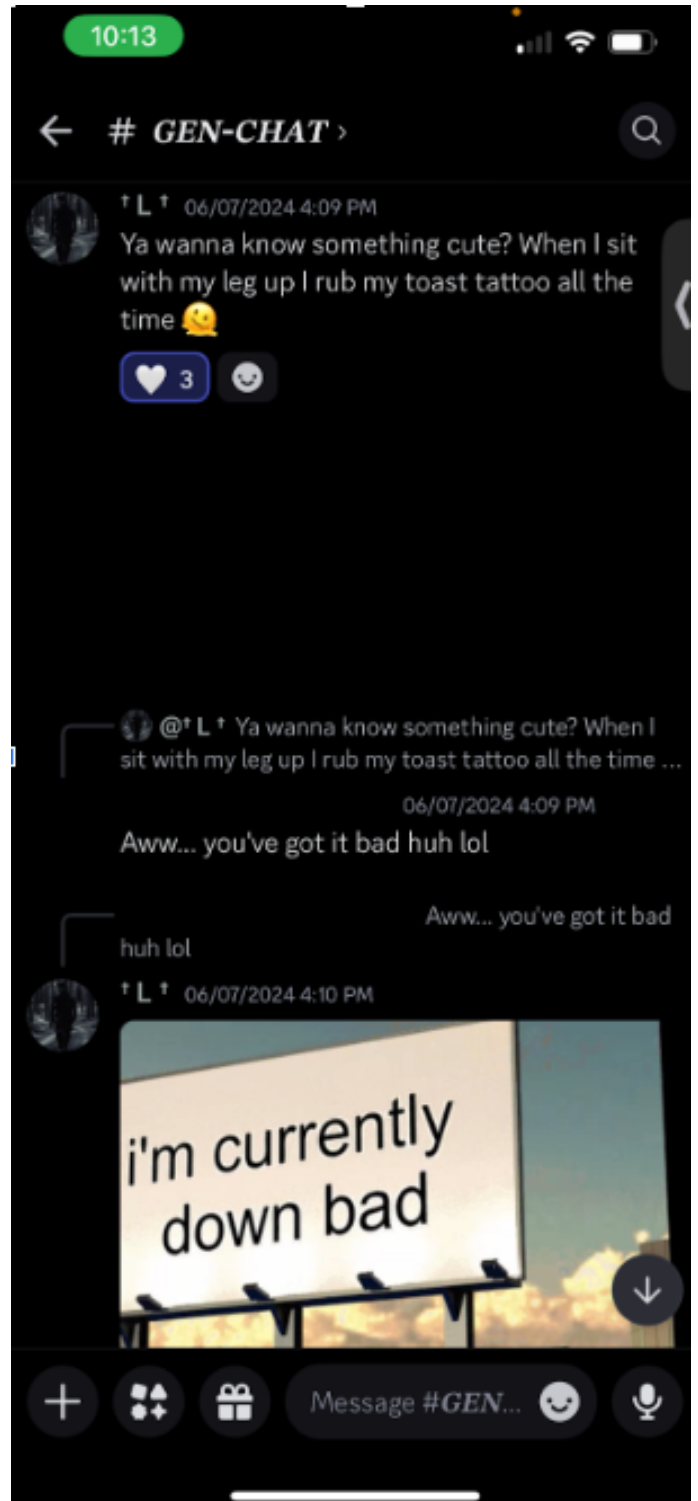 10:13
# GEN-CHAT ›
† L † 06/07/2024 4:09 PM
Ya wanna know something cute? When I sit
with my leg up I rub my toast tattoo all the
time 🫠
🤍 3
@† L † Ya wanna know something cute? When I
sit with my leg up I rub my toast tattoo all the time ...
06/07/2024 4:09 PM
Aww... you've got it bad huh lol
Aww... you've got it bad
huh lol
† L † 06/07/2024 4:10 PM
i'm currently
down bad
Message #GEN...